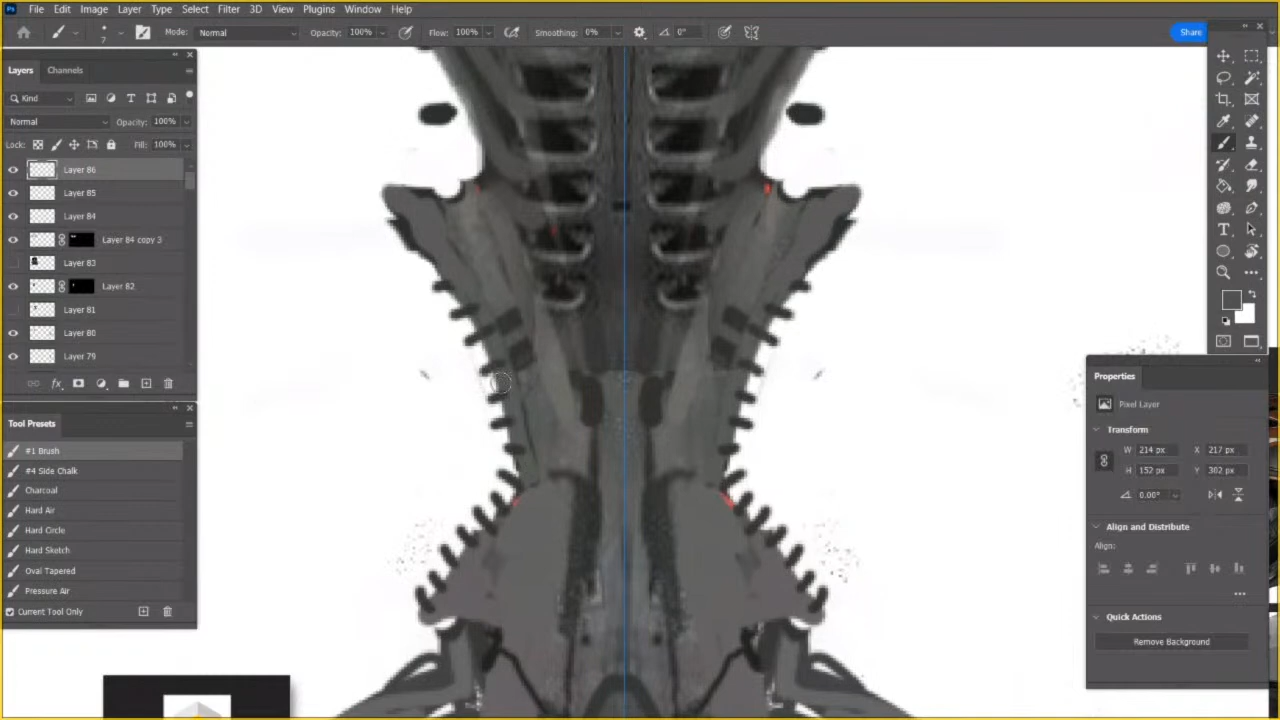 Ps File Edit Image Layer Type Select Filter 3D View Plugins Window Help
7 Mode: Normal Opacity: 100% Flow: 100% Smoothing: 0% 0° Share
Layers Channels
Kind
Normal Opacity: 100%
Lock: Fill: 100%
Layer 86
Layer 85
Layer 84
Layer 84 copy 3
Layer 83
Layer 82
Layer 81
Layer 80
Layer 79
fx
Tool Presets
#1 Brush
#4 Side Chalk
Charcoal
Hard Air
Hard Circle
Hard Sketch
Oval Tapered
Pressure Air
Current Tool Only
Properties
Pixel Layer
Transform
W 214 px X 217 px
H 152 px Y 302 px
0.00°
Align and Distribute
Align:
Quick Actions
Remove Background